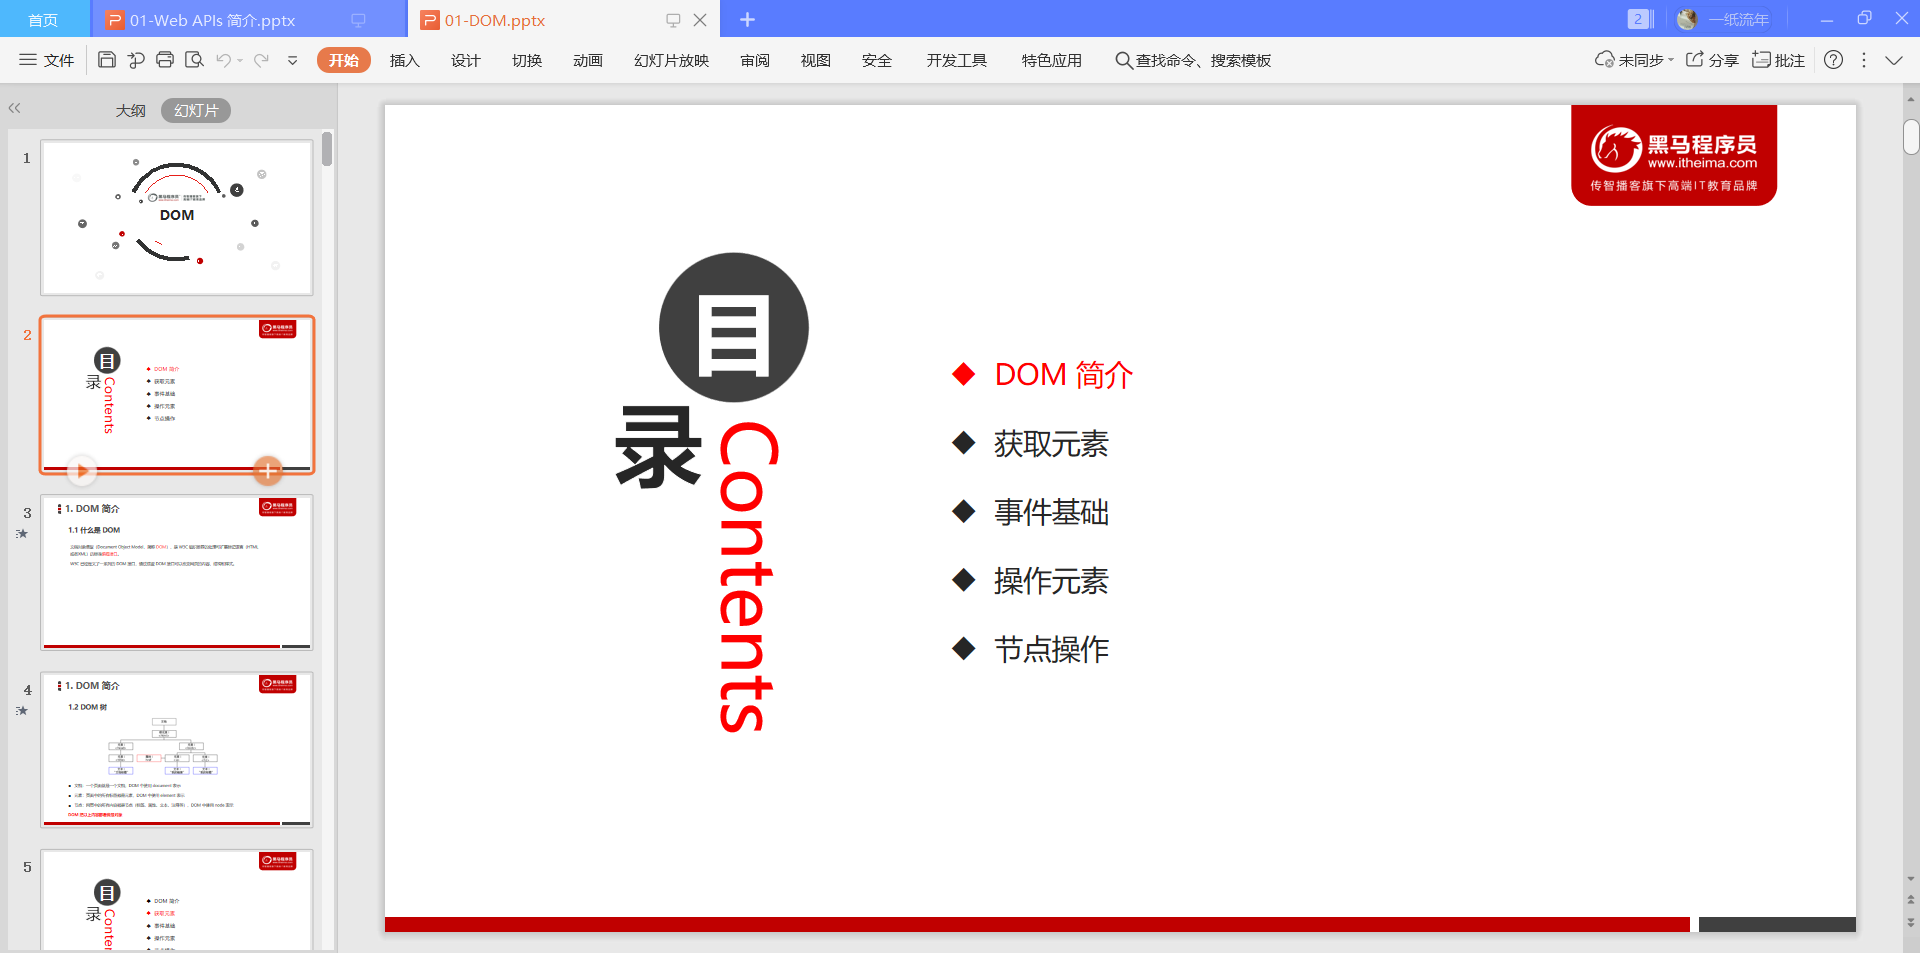 首页
01-Web APIs 简介.pptx
01-DOM.pptx
2
一纸流年
文件
开始
插入
设计
切换
动画
幻灯片放映
审阅
视图
安全
开发工具
特色应用
查找命令、搜索模板
未同步
分享
批注
大纲
幻灯片
1
DOM
2
目
录
Contents
DOM 简介
获取元素
事件基础
操作元素
节点操作
3
1. DOM 简介
1.1 什么是 DOM
4
1. DOM 简介
1.2 DOM 树
5
目
录
DOM 简介
获取元素
事件基础
操作元素
黑马程序员
www.itheima.com
传智播客旗下高端IT教育品牌
目
录
Contents
DOM 简介
获取元素
事件基础
操作元素
节点操作